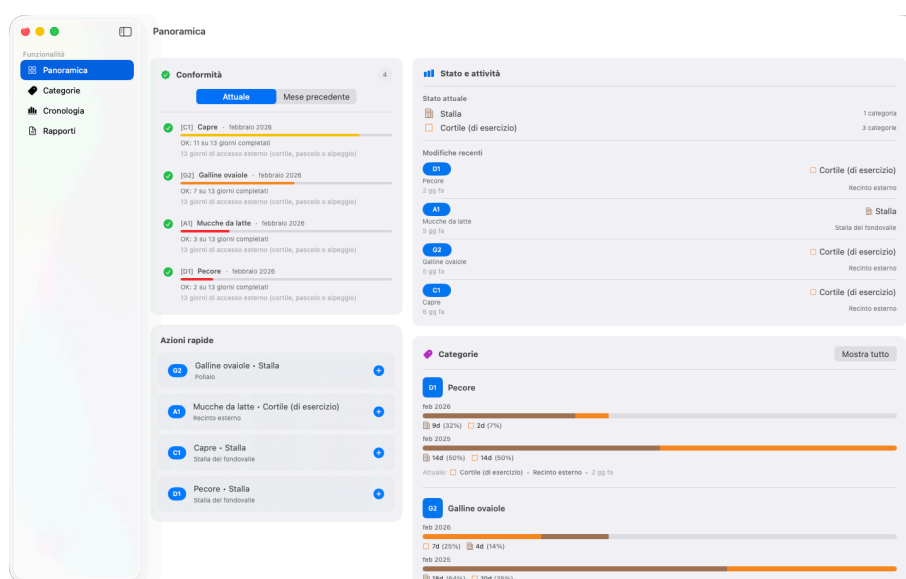 Panoramica
Funzionalità
Panoramica
Categorie
Cronologia
Rapporti
Conformità
4
Attuale
Mese precedente
[C1] Capre · febbraio 2026
OK: 11 su 13 giorni completati
13 giorni di accesso esterno (cortile, pascolo o alpeggio)
[G2] Galline ovaiole · febbraio 2026
OK: 7 su 13 giorni completati
13 giorni di accesso esterno (cortile, pascolo o alpeggio)
[A1] Mucche da latte · febbraio 2026
OK: 3 su 13 giorni completati
13 giorni di accesso esterno (cortile, pascolo o alpeggio)
[D1] Pecore · febbraio 2026
OK: 2 su 13 giorni completati
13 giorni di accesso esterno (cortile, pascolo o alpeggio)
Azioni rapide
G2 Galline ovaiole • Stalla
Pollaio
A1 Mucche da latte • Cortile (di esercizio)
Recinto esterno
C1 Capre • Stalla
Stalla del fondovalle
D1 Pecore • Stalla
Stalla del fondovalle
Stato e attività
Stato attuale
Stalla 1 categoria
Cortile (di esercizio) 3 categorie
Modifiche recenti
D1 Cortile (di esercizio)
Pecore Recinto esterno
2 gg fa
A1 Stalla
Mucche da latte Stalla del fondovalle
5 gg fa
G2 Cortile (di esercizio)
Galline ovaiole Recinto esterno
5 gg fa
C1 Cortile (di esercizio)
Capre Recinto esterno
6 gg fa
Categorie Mostra tutto
D1 Pecore
feb 2026
9d (32%) 2d (7%)
feb 2025
14d (50%) 14d (50%)
Attuale: Cortile (di esercizio) • Recinto esterno • 2 gg fa
G2 Galline ovaiole
feb 2026
7d (25%) 4d (14%)
feb 2025